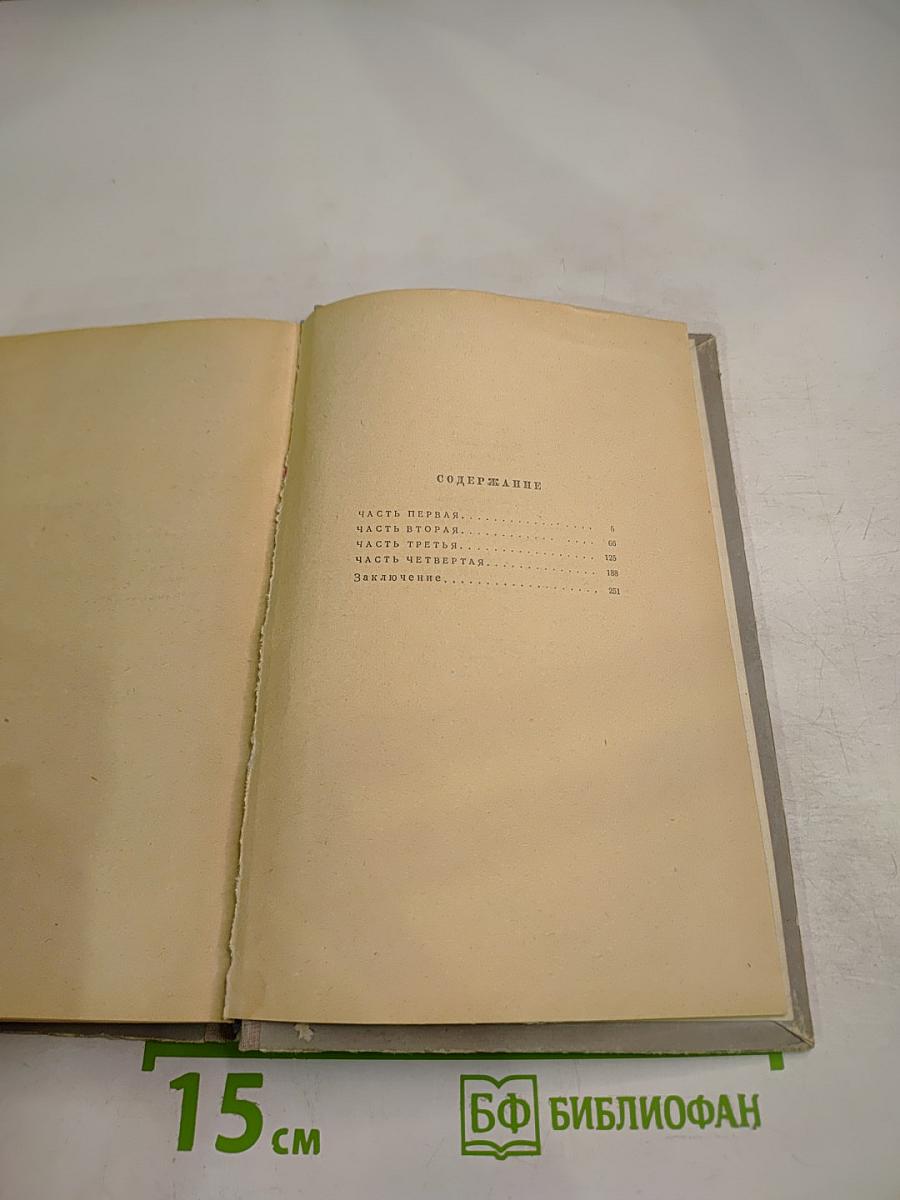 СОДЕРЖАНИЕ
ЧАСТЬ ПЕРВАЯ. . . . . . . . . . . . . . . 5
ЧАСТЬ ВТОРАЯ. . . . . . . . . . . . . . . 66
ЧАСТЬ ТРЕТЬЯ. . . . . . . . . . . . . . . 125
ЧАСТЬ ЧЕТВЕРТАЯ. . . . . . . . . . . . . 188
Заключение. . . . . . . . . . . . . . . . . . 251
15 см БФ БИБЛИОФАН